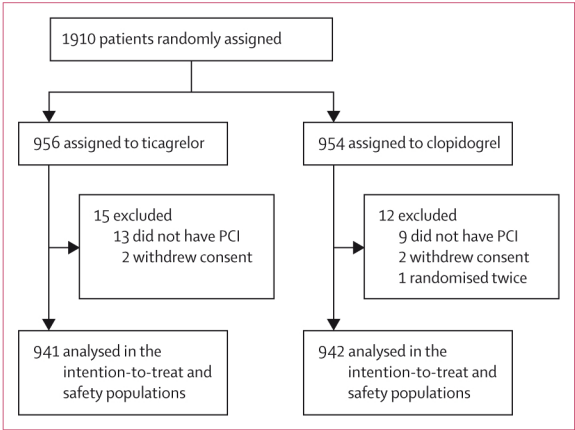 1910 patients randomly assigned
956 assigned to ticagrelor
954 assigned to clopidogrel
15 excluded
13 did not have PCI
2 withdrew consent
12 excluded
9 did not have PCI
2 withdrew consent
1 randomised twice
941 analysed in the
intention-to-treat and
safety populations
942 analysed in the
intention-to-treat and
safety populations